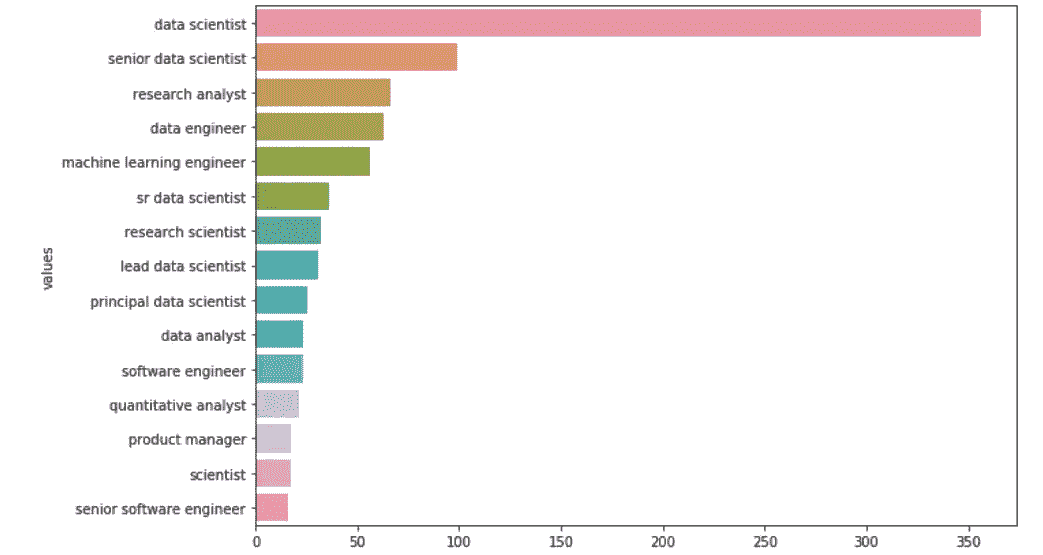 data scientist
senior data scientist
research analyst
data engineer
machine learning engineer
sr data scientist
research scientist
lead data scientist
principal data scientist
data analyst
software engineer
quantitative analyst
product manager
scientist
senior software engineer
values
0 50 100 150 200 250 300 350